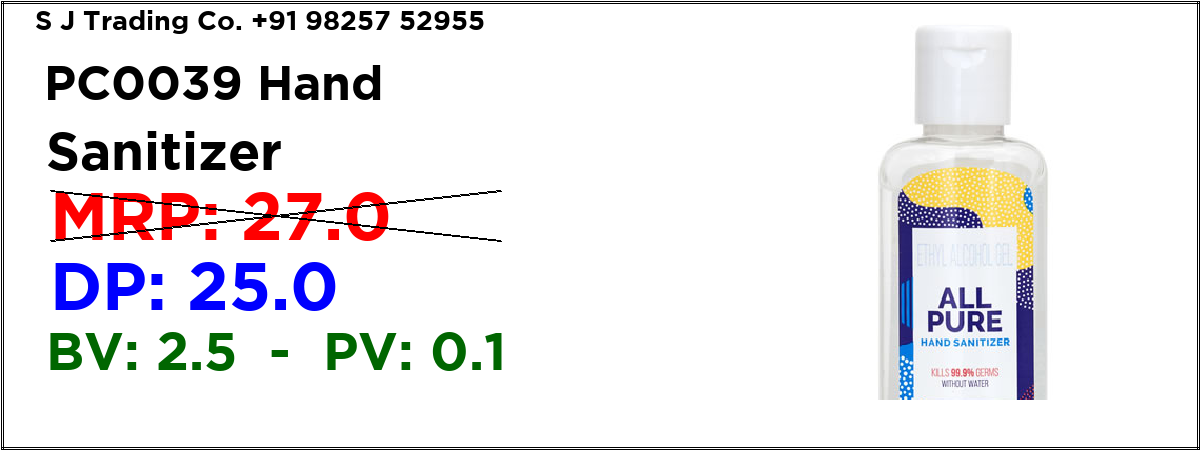 S J Trading Co. +91 98257 52955
PC0039 Hand
Sanitizer
MRP: 27.0
DP: 25.0
BV: 2.5 - PV: 0.1
ETHYL ALCOHOL GEL
ALL
PURE
HAND SANITIZER
KILLS 99.9% GERMS
WITHOUT WATER